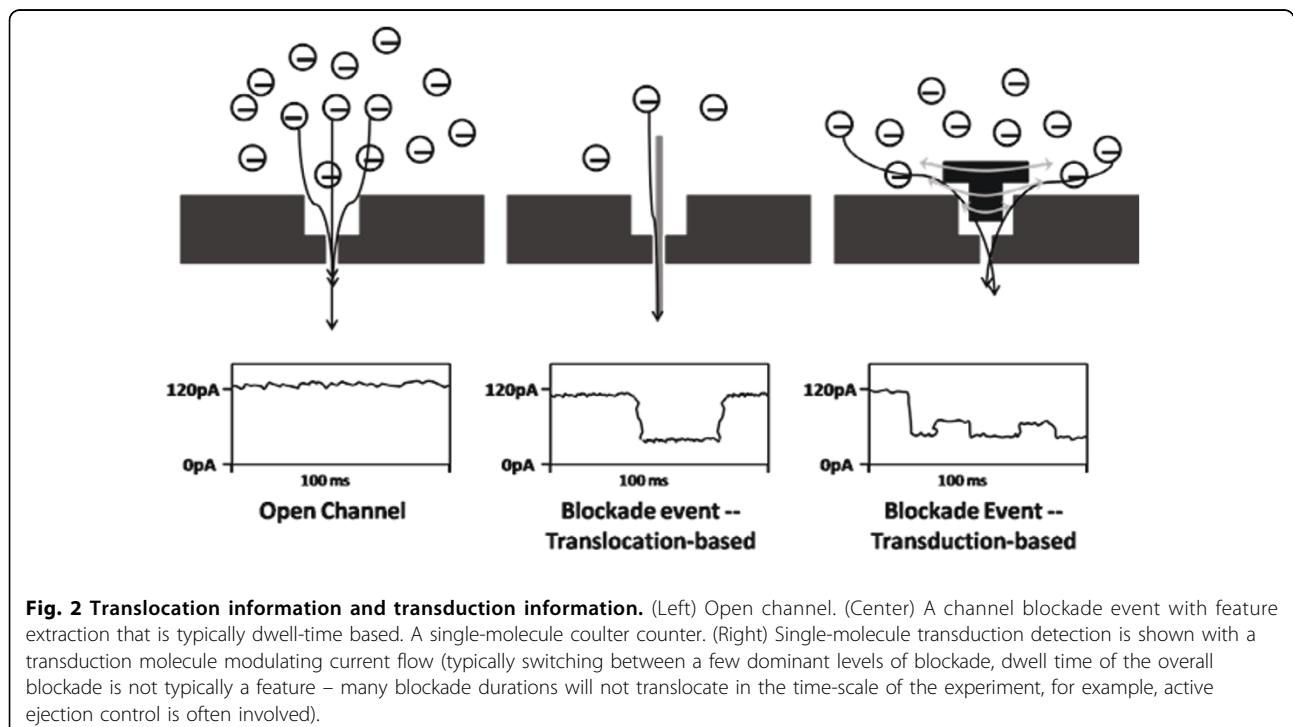 120pA
0pA
100 ms
Open Channel
120pA
0pA
100 ms
Blockade event --
Translocation-based
120pA
0pA
100 ms
Blockade Event --
Transduction-based
Fig. 2 Translocation information and transduction information. (Left) Open channel. (Center) A channel blockade event with feature
extraction that is typically dwell-time based. A single-molecule coulter counter. (Right) Single-molecule transduction detection is shown with a
transduction molecule modulating current flow (typically switching between a few dominant levels of blockade, dwell time of the overall
blockade is not typically a feature – many blockade durations will not translocate in the time-scale of the experiment, for example, active
ejection control is often involved).